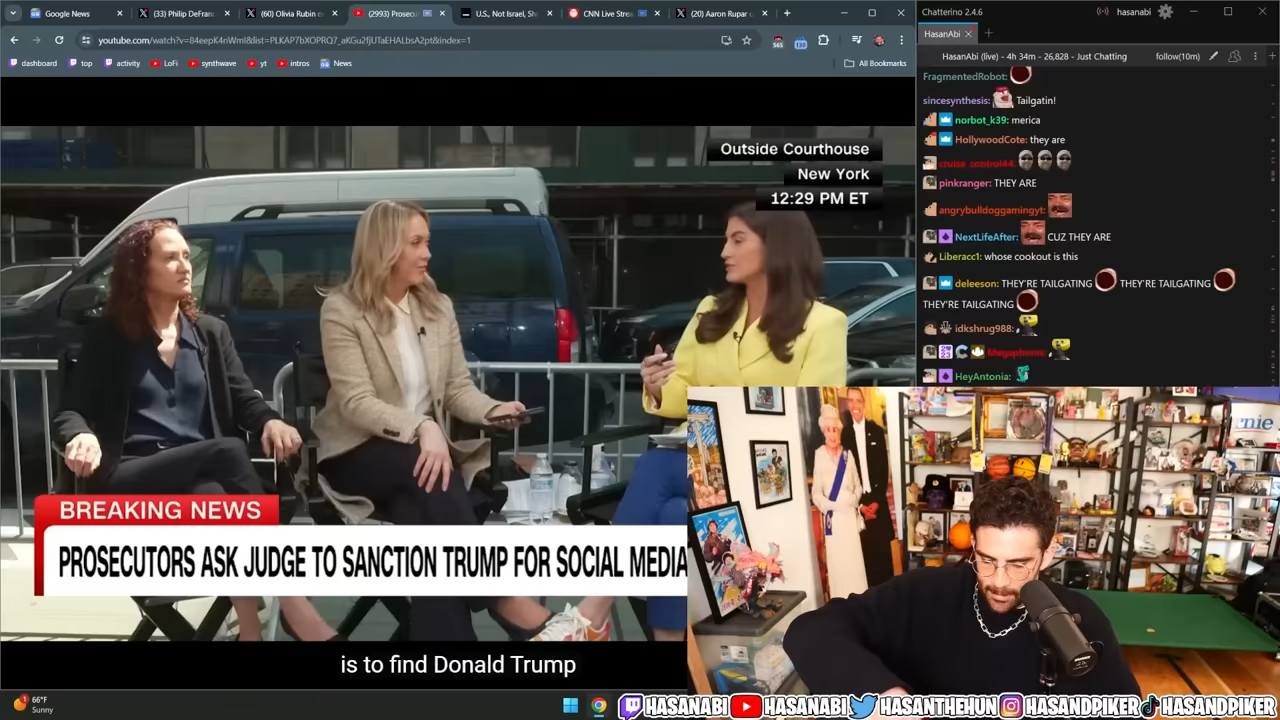 Google News
(33) Philip DeFran
(60) Olivia Rubin o
(2993) Prosecu
U.S., Not Israel, Sh
CNN Live Strea
(20) Aaron Rupar o
youtube.com/watch?v=84eepK4nWmI&list=PLKAP7bXOPRQ7_aKGu2fjUTaEHALbsA2pt&index=1
dashboard
top
activity
LoFi
synthwave
yt
intros
News
All Bookmarks
Outside Courthouse
New York
12:29 PM ET
BREAKING NEWS
PROSECUTORS ASK JUDGE TO SANCTION TRUMP FOR SOCIAL MEDIA
is to find Donald Trump
Chatterino 2.4.6
hasanabi
HasanAbi
HasanAbi (live) - 4h 34m - 26,828 - Just Chatting
follow(10m)
FragmentedRobot:
sincesynthesis: Tailgatin!
norbot_k39: merica
HollywoodCote: they are
cruise_control44:
pinkranger: THEY ARE
angrybulldoggamingyt:
NextLifeAfter: CUZ THEY ARE
Liberacc1: whose cookout is this
deleeson: THEY'RE TAILGATING THEY'RE TAILGATING
THEY'RE TAILGATING
idkshrug988:
HeyAntonia:
66°F
Sunny
HASANABI HASANABI HASANTHEHUN HASANDPIKER HASANDPIKER